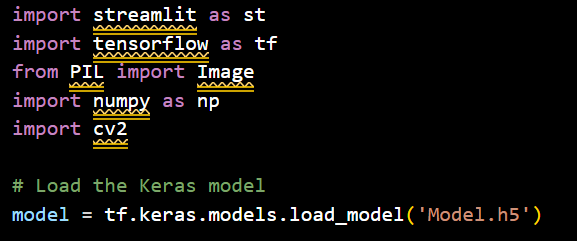 import streamlit as st
import tensorflow as tf
from PIL import Image
import numpy as np
import cv2
# Load the Keras model
model = tf.keras.models.load_model('Model.h5')